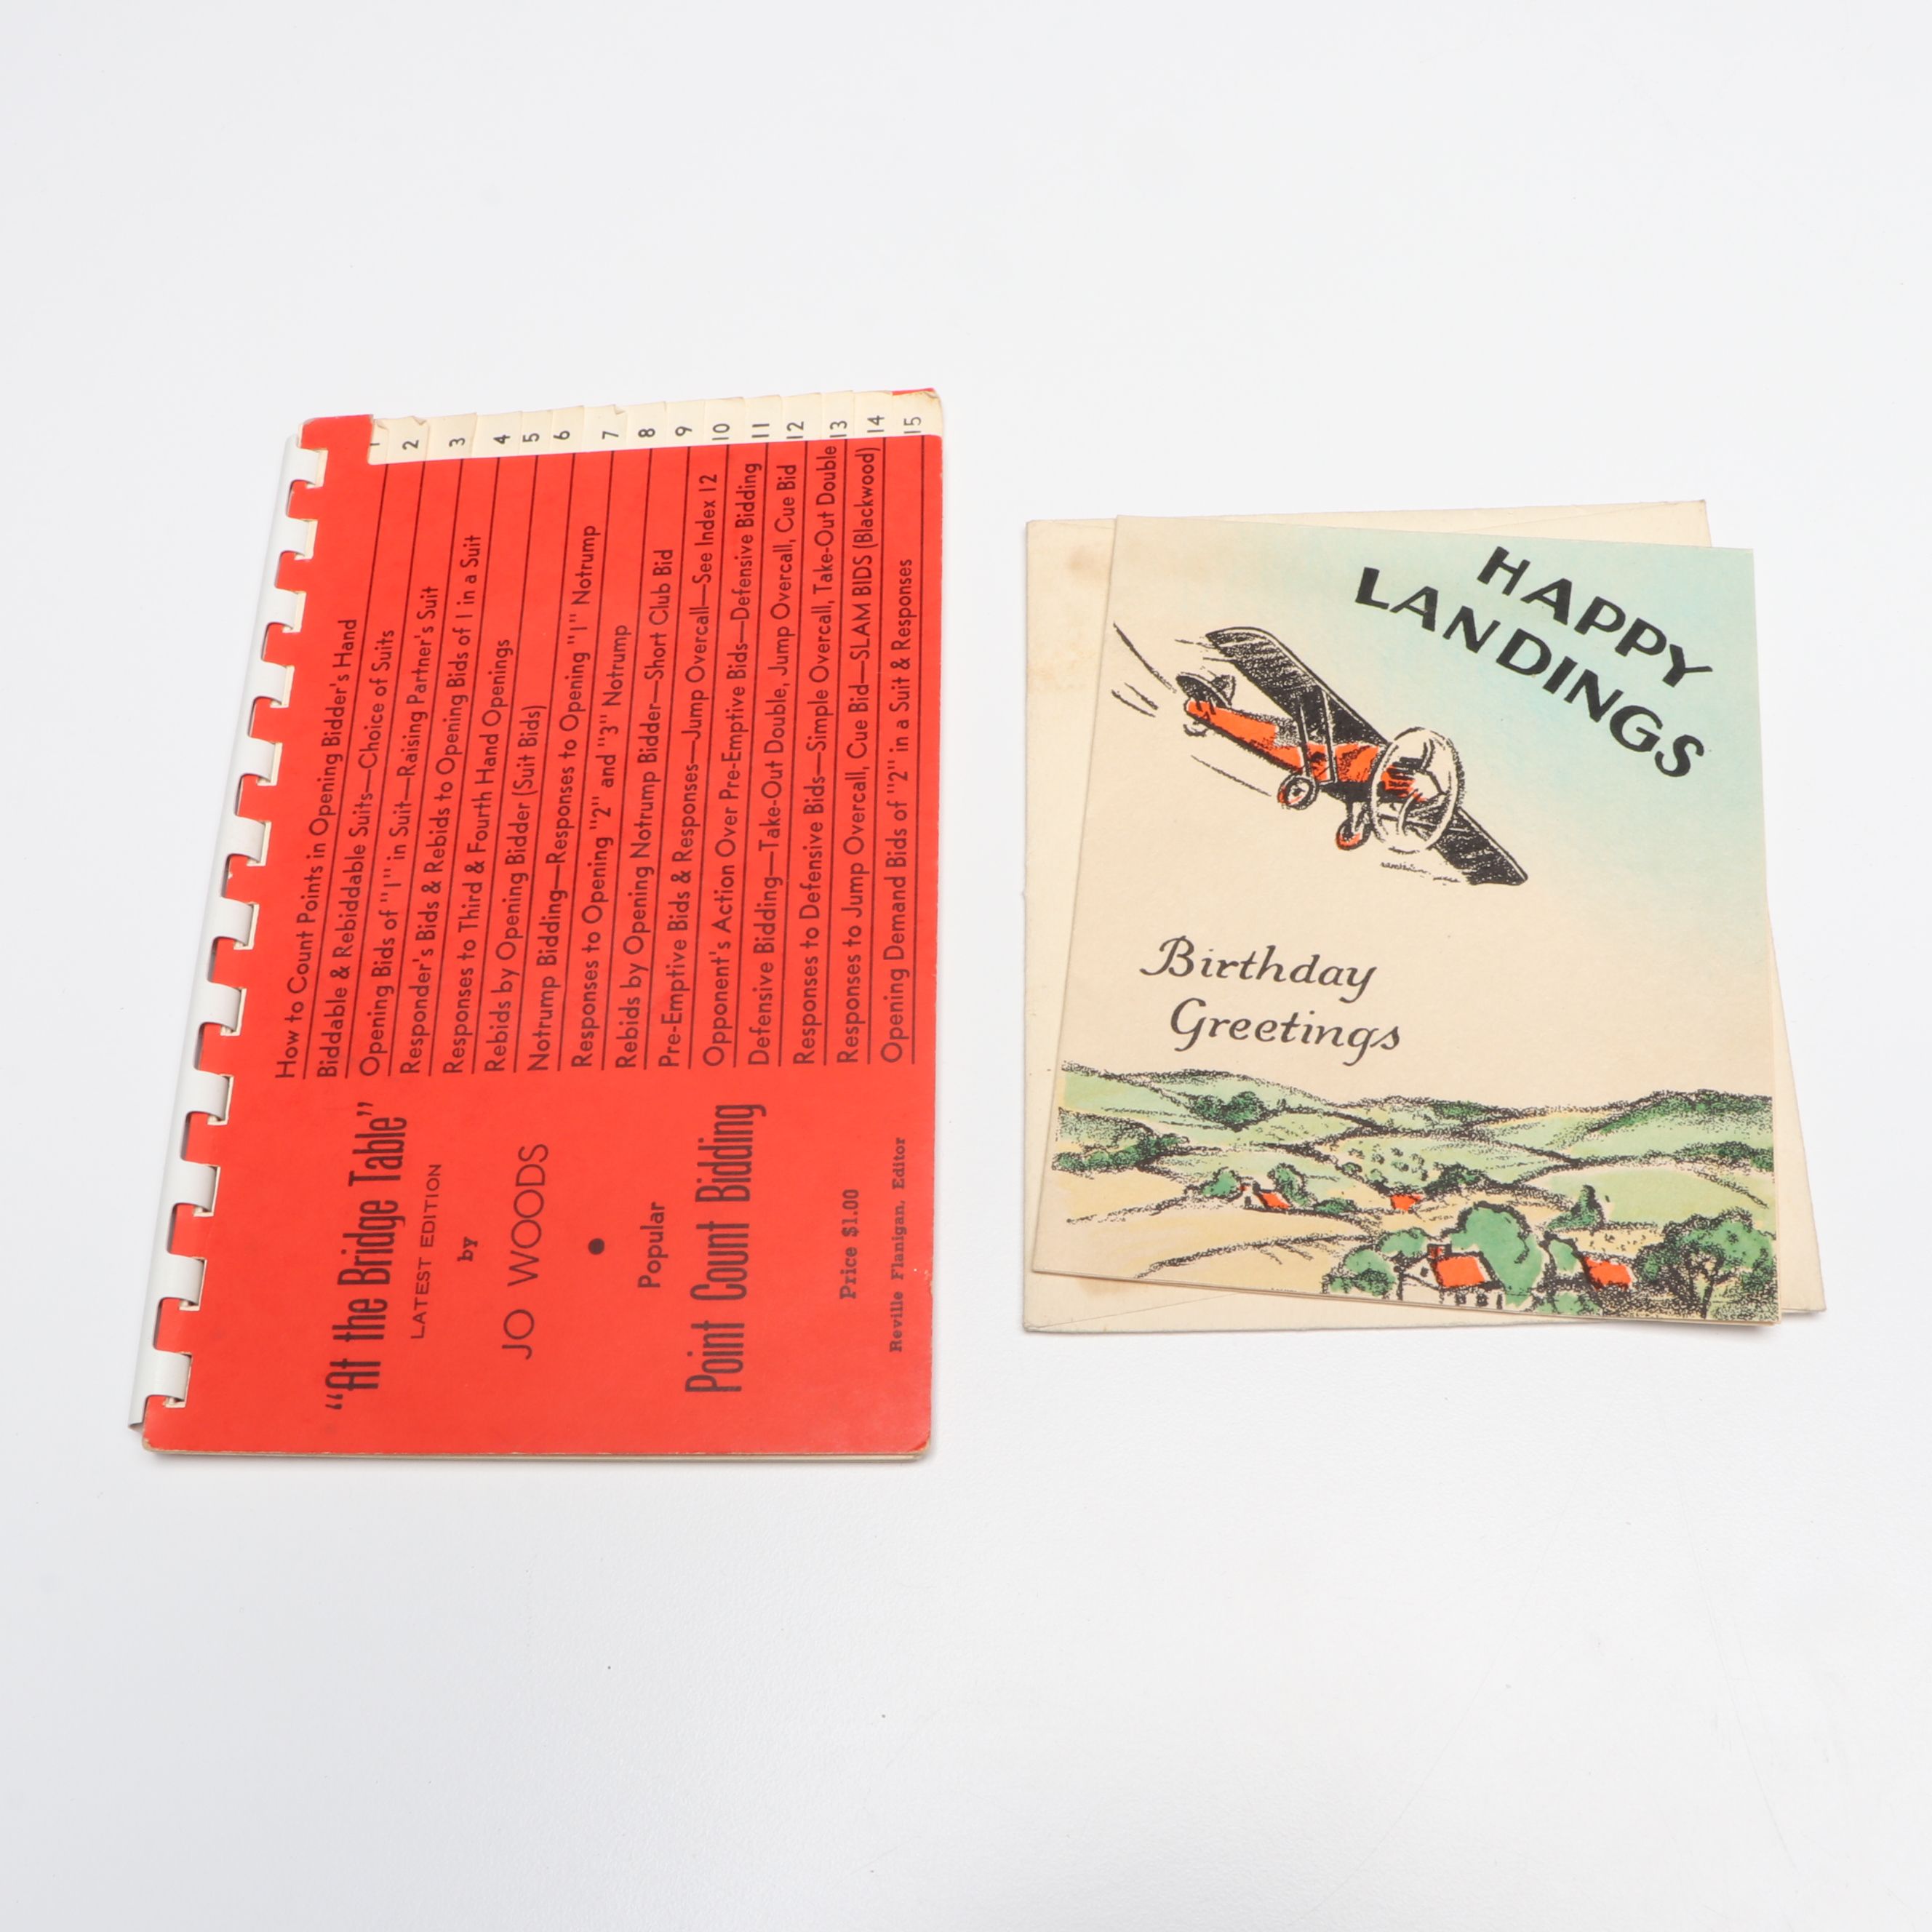 “At the Bridge Table”
LATEST EDITION
by
JO WOODS
•
Popular
Point Count Bidding
Price $1.00
Reville Flanigan, Editor
How to Count Points in Opening Bidder's Hand
Biddable & Rebiddable Suits—Choice of Suits
Opening Bids of "1" in Suit—Raising Partner's Suit
Responder's Bids & Rebids to Opening Bids of 1 in a Suit
Responses to Third & Fourth Hand Openings
Rebids by Opening Bidder (Suit Bids)
Notrump Bidding—Responses to Opening "1" Notrump
Responses to Opening "2" and "3" Notrump
Rebids by Opening Notrump Bidder—Short Club Bid
Pre-Emptive Bids & Responses—Jump Overcall—See Index 12
Opponent's Action Over Pre-Emptive Bids—Defensive Bidding
Defensive Bidding—Take-Out Double, Jump Overcall, Cue Bid
Responses to Defensive Bids—Simple Overcall, Take-Out Double
Responses to Jump Overcall, Cue Bid—SLAM BIDS (Blackwood)
Opening Demand Bids of "2" in a Suit & Responses
1
2
3
4
5
6
7
8
9
10
11
12
13
14
15
HAPPY
LANDINGS
Birthday
Greetings